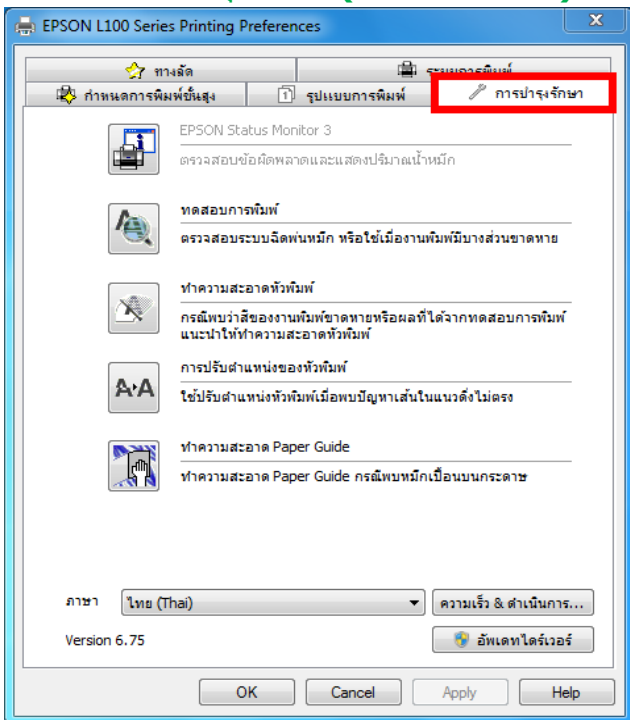 EPSON L100 Series Printing Preferences
ทางลัด
ระบบการพิมพ์
กำหนดการพิมพ์ขั้นสูง
รูปแบบการพิมพ์
การบำรุงรักษา
EPSON Status Monitor 3
ตรวจสอบข้อผิดพลาดและแสดงปริมาณน้ำหมึก
ทดสอบการพิมพ์
ตรวจสอบระบบฉีดพ่นหมึก หรือใช้เมื่องานพิมพ์มีบางส่วนขาดหาย
ทำความสะอาดหัวพิมพ์
กรณีพบว่าสีของงานพิมพ์ขาดหายหรือผลที่ได้จากทดสอบการพิมพ์
แนะนำให้ทำความสะอาดหัวพิมพ์
การปรับตำแหน่งของหัวพิมพ์
A›A
ใช้ปรับตำแหน่งหัวพิมพ์เมื่อพบปัญหาเส้นในแนวดิ่งไม่ตรง
ทำความสะอาด Paper Guide
ทำความสะอาด Paper Guide กรณีพบหมึกเปื้อนบนกระดาษ
ภาษา
ไทย (Thai)
ความเร็ว & ดำเนินการ...
Version 6.75
อัพเดทไดร์เวอร์
OK
Cancel
Apply
Help